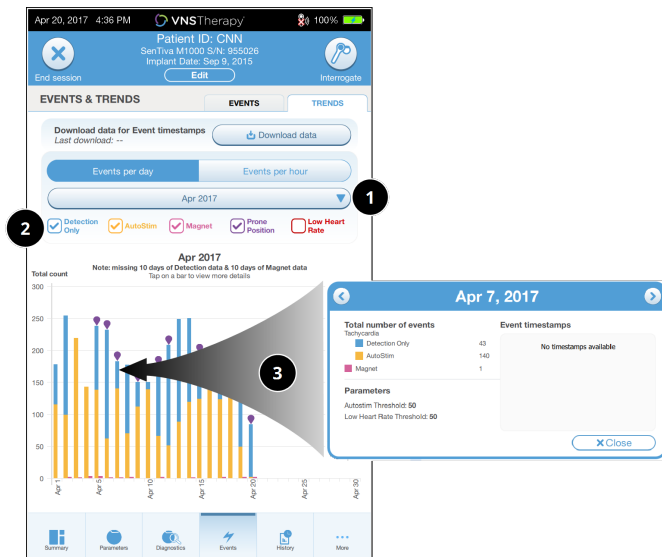 Apr 20, 2017 4:36 PM VNSTherapy 100%
Patient ID: CNN
SenTiva M1000 S/N: 955026
Implant Date: Sep 9, 2015
End session Edit Interrogate
EVENTS & TRENDS EVENTS TRENDS
Download data for Event timestamps
Last download: --
Download data
Events per day Events per hour
Apr 2017
1
2
Detection Only AutoStim Magnet Prone Position Low Heart Rate
Apr 2017
Note: missing 10 days of Detection data & 10 days of Magnet data
Tap on a bar to view more details
Total count
300
250
200
150
100
50
0
Apr 1 Apr 5 Apr 10 Apr 15 Apr 20 Apr 25 Apr 30
3
Summary Parameters Diagnostics Events History More
Apr 7, 2017
Total number of events
Tachycardia
Detection Only 43
AutoStim 140
Magnet 1
Parameters
Autostim Threshold: 50
Low Heart Rate Threshold: 50
Event timestamps
No timestamps available
Close